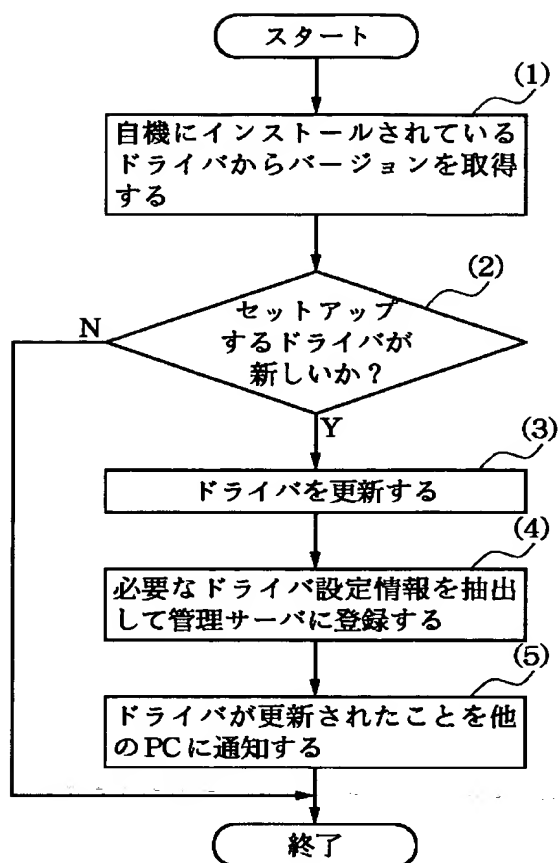 スタート
(1)
自機にインストールされている
ドライバからバージョンを取得
する
(2)
セットアップ
するドライバが
新しいか?
N
Y
(3)
ドライバを更新する
(4)
必要なドライバ設定情報を抽出
して管理サーバに登録する
(5)
ドライバが更新されたことを他
のPCに通知する
終了